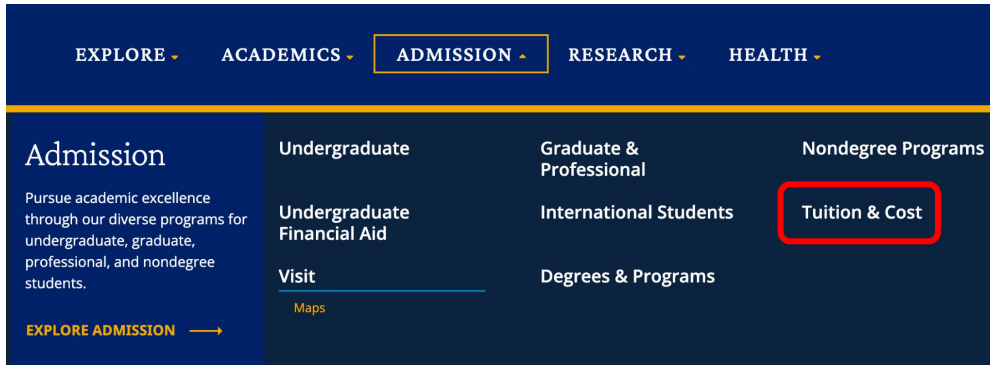 EXPLORE
ACADEMICS
ADMISSION
RESEARCH
HEALTH
Admission
Pursue academic excellence
through our diverse programs for
undergraduate, graduate,
professional, and nondegree
students.
EXPLORE ADMISSION
Undergraduate
Graduate &
Professional
Nondegree Programs
Undergraduate
Financial Aid
International Students
Tuition & Cost
Visit
Maps
Degrees & Programs